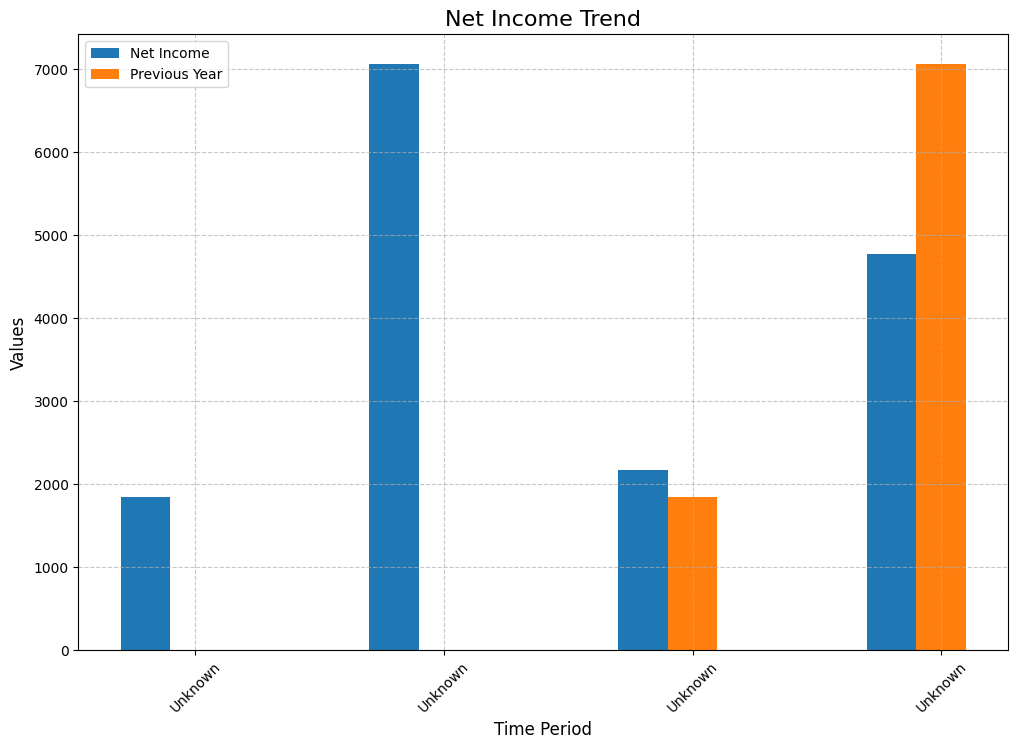 Net Income Trend
Net Income
Previous Year
7000
6000
5000
4000
3000
2000
1000
0
Values
Unknown
Unknown
Unknown
Unknown
Time Period